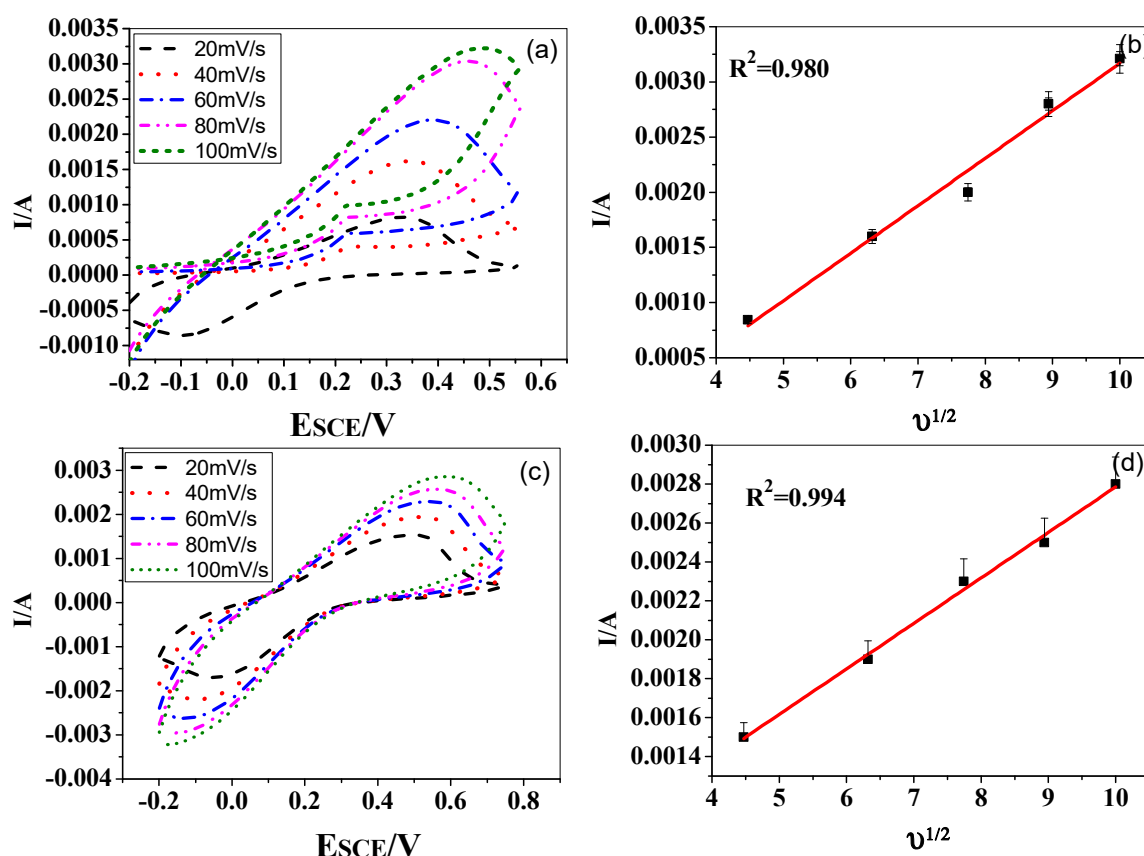 0.0035
0.0030
0.0025
0.0020
0.0015
0.0010
0.0005
0.0000
-0.0005
-0.0010
I/A
20mV/s
40mV/s
60mV/s
80mV/s
100mV/s
(a)
-0.2 -0.1 0.0 0.1 0.2 0.3 0.4 0.5 0.6
ESCE/V
0.0035
0.0030
0.0025
0.0020
0.0015
0.0010
0.0005
I/A
R²=0.980
(b)
4 5 6 7 8 9 10
υ¹/²
0.003
0.002
0.001
0.000
-0.001
-0.002
-0.003
-0.004
I/A
20mV/s
40mV/s
60mV/s
80mV/s
100mV/s
(c)
-0.2 0.0 0.2 0.4 0.6 0.8
ESCE/V
0.0030
0.0028
0.0026
0.0024
0.0022
0.0020
0.0018
0.0016
0.0014
I/A
R²=0.994
(d)
4 5 6 7 8 9 10
υ¹/²